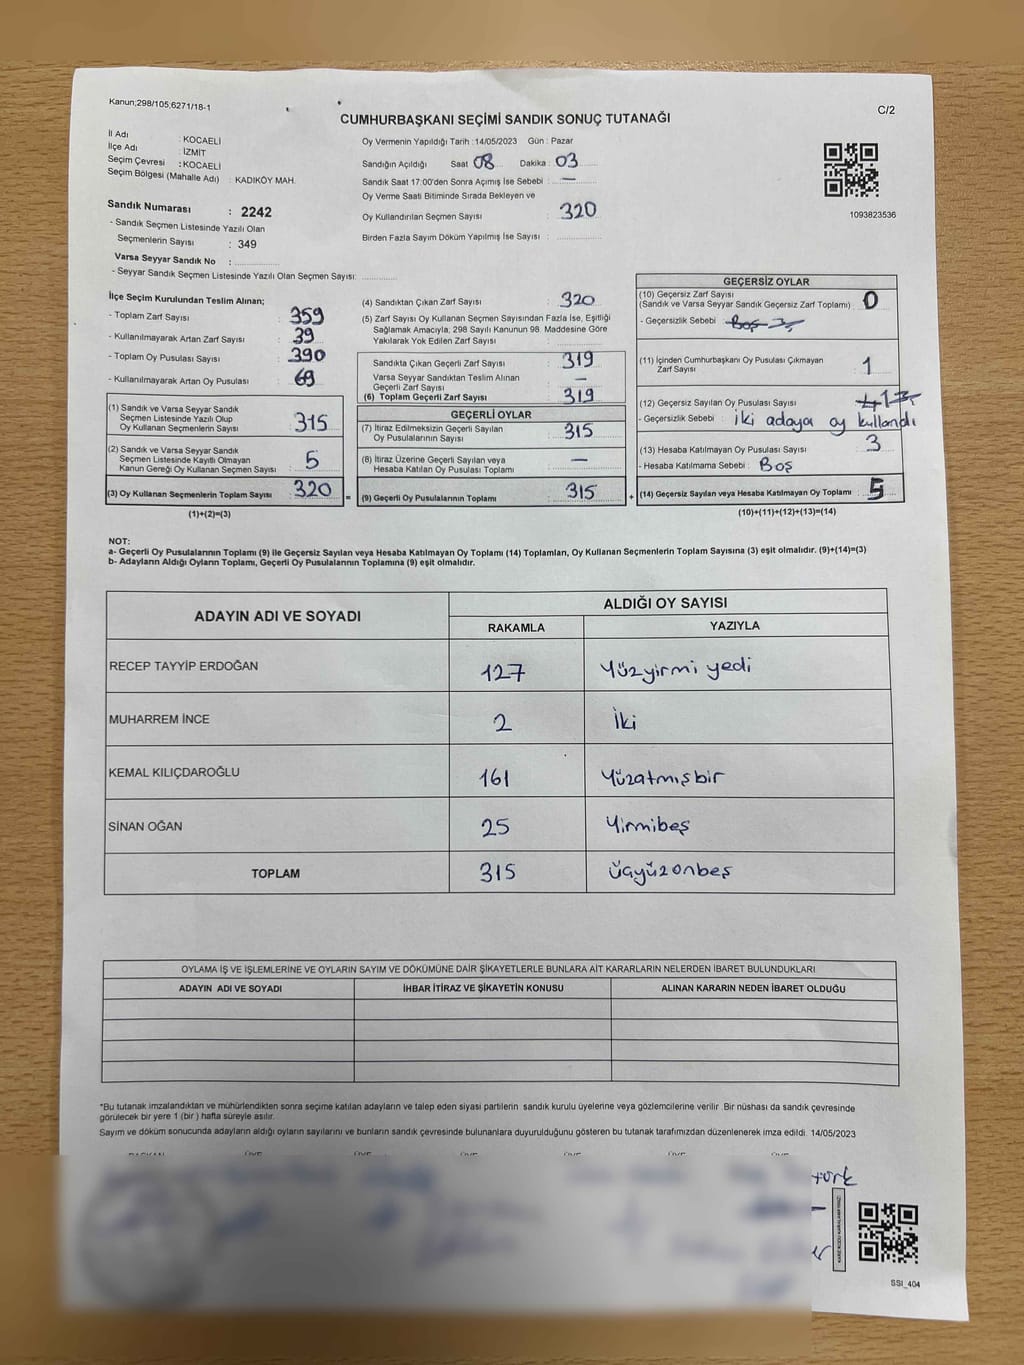 Kanun;298/105,6271/18-1
C/2
CUMHURBAŞKANI SEÇİMİ SANDIK SONUÇ TUTANAĞI
İl Adı : KOCAELİ
İlçe Adı : İZMİT
Seçim Çevresi : KOCAELİ
Seçim Bölgesi (Mahalle Adı) : KADIKÖY MAH.
Sandık Numarası : 2242
- Sandık Seçmen Listesinde Yazılı Olan
Seçmenlerin Sayısı : 349
Varsa Seyyar Sandık No :
- Seyyar Sandık Seçmen Listesinde Yazılı Olan Seçmen Sayısı:
Oy Vermenin Yapıldığı Tarih : 14/05/2023 Gün : Pazar
Sandığın Açıldığı Saat 08 Dakika : 03
Sandık Saat 17:00'den Sonra Açımış İse Sebebi : —
Oy Verme Saati Bitiminde Sırada Bekleyen ve
Oy Kullandırılan Seçmen Sayısı : 320
Birden Fazla Sayım Döküm Yapılmış İse Sayısı :
1093823536
İlçe Seçim Kurulundan Teslim Alınan;
- Toplam Zarf Sayısı : 359
- Kullanılmayarak Artan Zarf Sayısı : 39
- Toplam Oy Pusulası Sayısı : 390
- Kullanılmayarak Artan Oy Pusulası : 69
(1) Sandık ve Varsa Seyyar Sandık
Seçmen Listesinde Yazılı Olup
Oy Kullanan Seçmenlerin Sayısı : 315
(2) Sandık ve Varsa Seyyar Sandık
Seçmen Listesinde Kayıtlı Olmayan
Kanun Gereği Oy Kullanan Seçmen Sayısı : 5
(3) Oy Kullanan Seçmenlerin Toplam Sayısı : 320
(1)+(2)=(3)
(4) Sandıktan Çıkan Zarf Sayısı : 320
(5) Zarf Sayısı Oy Kullanan Seçmen Sayısından Fazla İse, Eşitliği
Sağlamak Amacıyla, 298 Sayılı Kanunun 98. Maddesine Göre
Yakılarak Yok Edilen Zarf Sayısı :
Sandıkta Çıkan Geçerli Zarf Sayısı : 319
Varsa Seyyar Sandıktan Teslim Alınan
Geçerli Zarf Sayısı : —
(6) Toplam Geçerli Zarf Sayısı : 319
GEÇERLİ OYLAR
(7) İtiraz Edilmeksizin Geçerli Sayılan
Oy Pusulalarının Sayısı : 315
(8) İtiraz Üzerine Geçerli Sayılan veya
Hesaba Katılan Oy Pusulası Toplamı : —
= (9) Geçerli Oy Pusulalarının Toplamı : 315
GEÇERSİZ OYLAR
(10) Geçersiz Zarf Sayısı
(Sandık ve Varsa Seyyar Sandık Geçersiz Zarf Toplamı) : 0
- Geçersizlik Sebebi : Boş 3
(11) İçinden Cumhurbaşkanı Oy Pusulası Çıkmayan
Zarf Sayısı : 1
(12) Geçersiz Sayılan Oy Pusulası Sayısı :
- Geçersizlik Sebebi : İki adaya oy kullandı
(13) Hesaba Katılmayan Oy Pusulası Sayısı : 3
- Hesaba Katılmama Sebebi : Boş
+ (14) Geçersiz Sayılan veya Hesaba Katılmayan Oy Toplamı : 5
(10)+(11)+(12)+(13)=(14)
NOT:
a- Geçerli Oy Pusulalarının Toplamı (9) ile Geçersiz Sayılan veya Hesaba Katılmayan Oy Toplamı (14) Toplamları, Oy Kullanan Seçmenlerin Toplam Sayısına (3) eşit olmalıdır. (9)+(14)=(3)
b- Adayların Aldığı Oyların Toplamı, Geçerli Oy Pusulalarının Toplamına (9) eşit olmalıdır.
ADAYIN ADI VE SOYADI
ALDIĞI OY SAYISI
RAKAMLA YAZIYLA
RECEP TAYYİP ERDOĞAN 127 Yüzyirmi yedi
MUHARREM İNCE 2 İki
KEMAL KILIÇDAROĞLU 161 Yüzatmışbir
SİNAN OĞAN 25 Yirmibeş
TOPLAM 315 Üçyüzonbeş
OYLAMA İŞ VE İŞLEMLERİNE VE OYLARIN SAYIM VE DÖKÜMÜNE DAİR ŞİKAYETLERLE BUNLARA AİT KARARLARIN NELERDEN İBARET BULUNDUKLARI
ADAYIN ADI VE SOYADI İHBAR İTİRAZ VE ŞİKAYETİN KONUSU ALINAN KARARIN NEDEN İBARET OLDUĞU
*Bu tutanak imzalandıktan ve mühürlendikten sonra seçime katılan adayların ve talep eden siyasi partilerin sandık kurulu üyelerine veya gözlemcilerine verilir. Bir nüshası da sandık çevresinde
görülecek bir yere 1 (bir) hafta süreyle asılır.
Sayım ve döküm sonucunda adayların aldığı oyların sayılarını ve bunların sandık çevresinde bulunanlara duyurulduğunu gösteren bu tutanak tarafımızdan düzenlenerek imza edildi. 14/05/2023
SSI_404